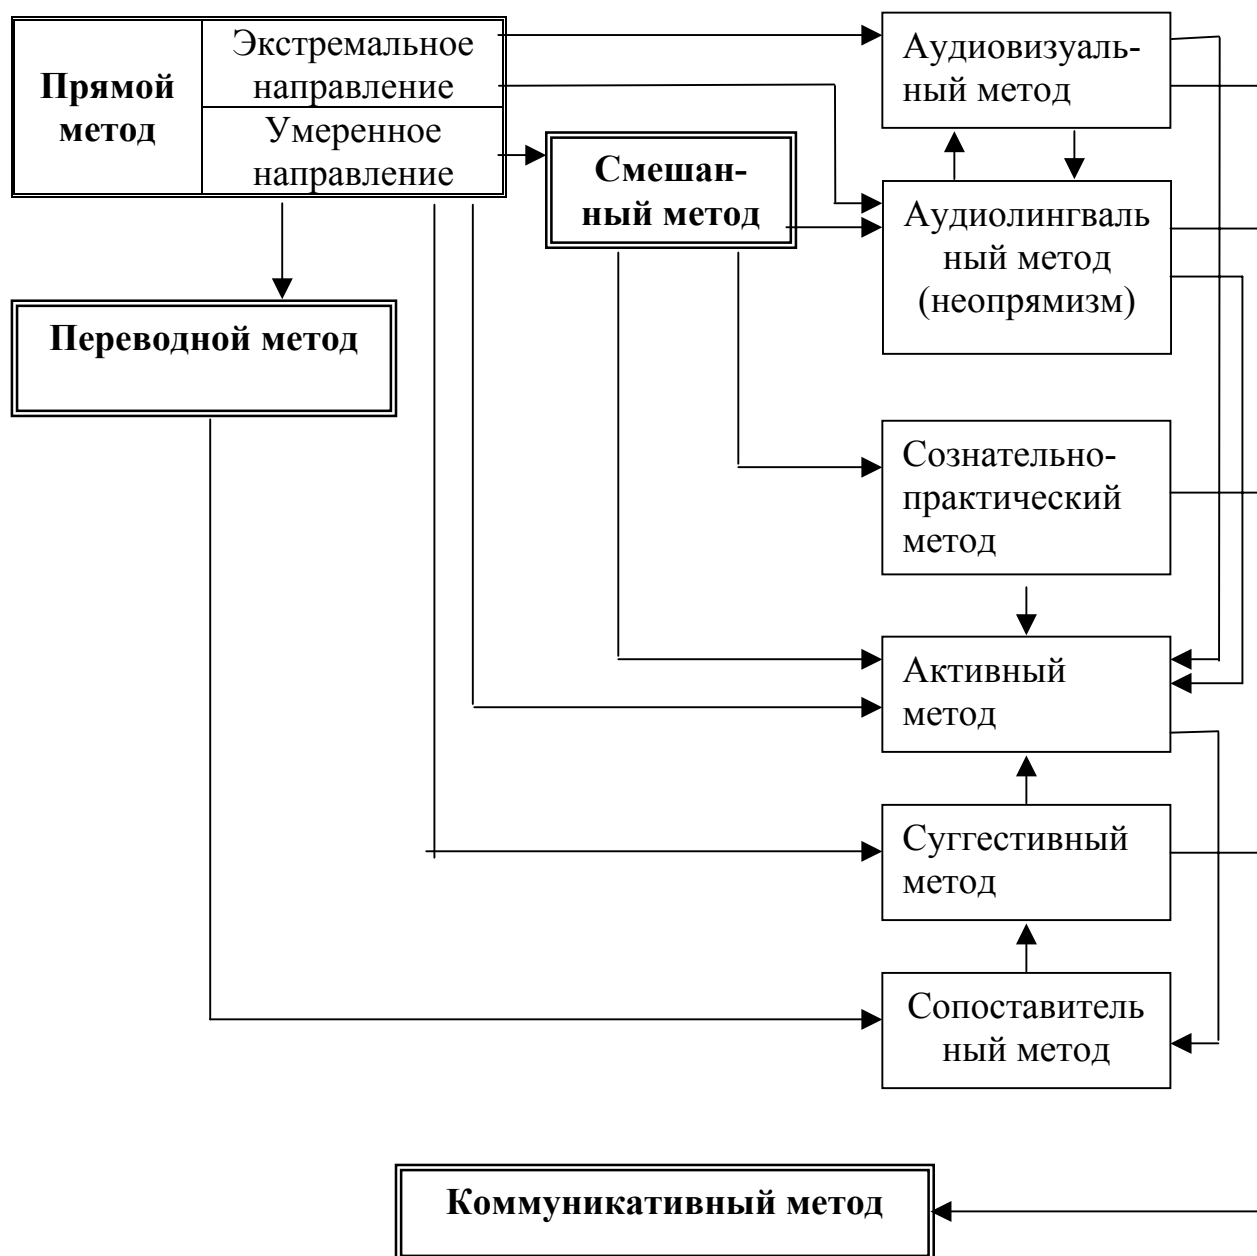 Прямой
метод
Экстремальное
направление
Умеренное
направление
Смешан-
ный метод
Переводной метод
Аудиовизуаль-
ный метод
Аудиолингваль
ный метод
(неопрямизм)
Сознательно-
практический
метод
Активный
метод
Суггестивный
метод
Сопоставитель
ный метод
Коммуникативный метод